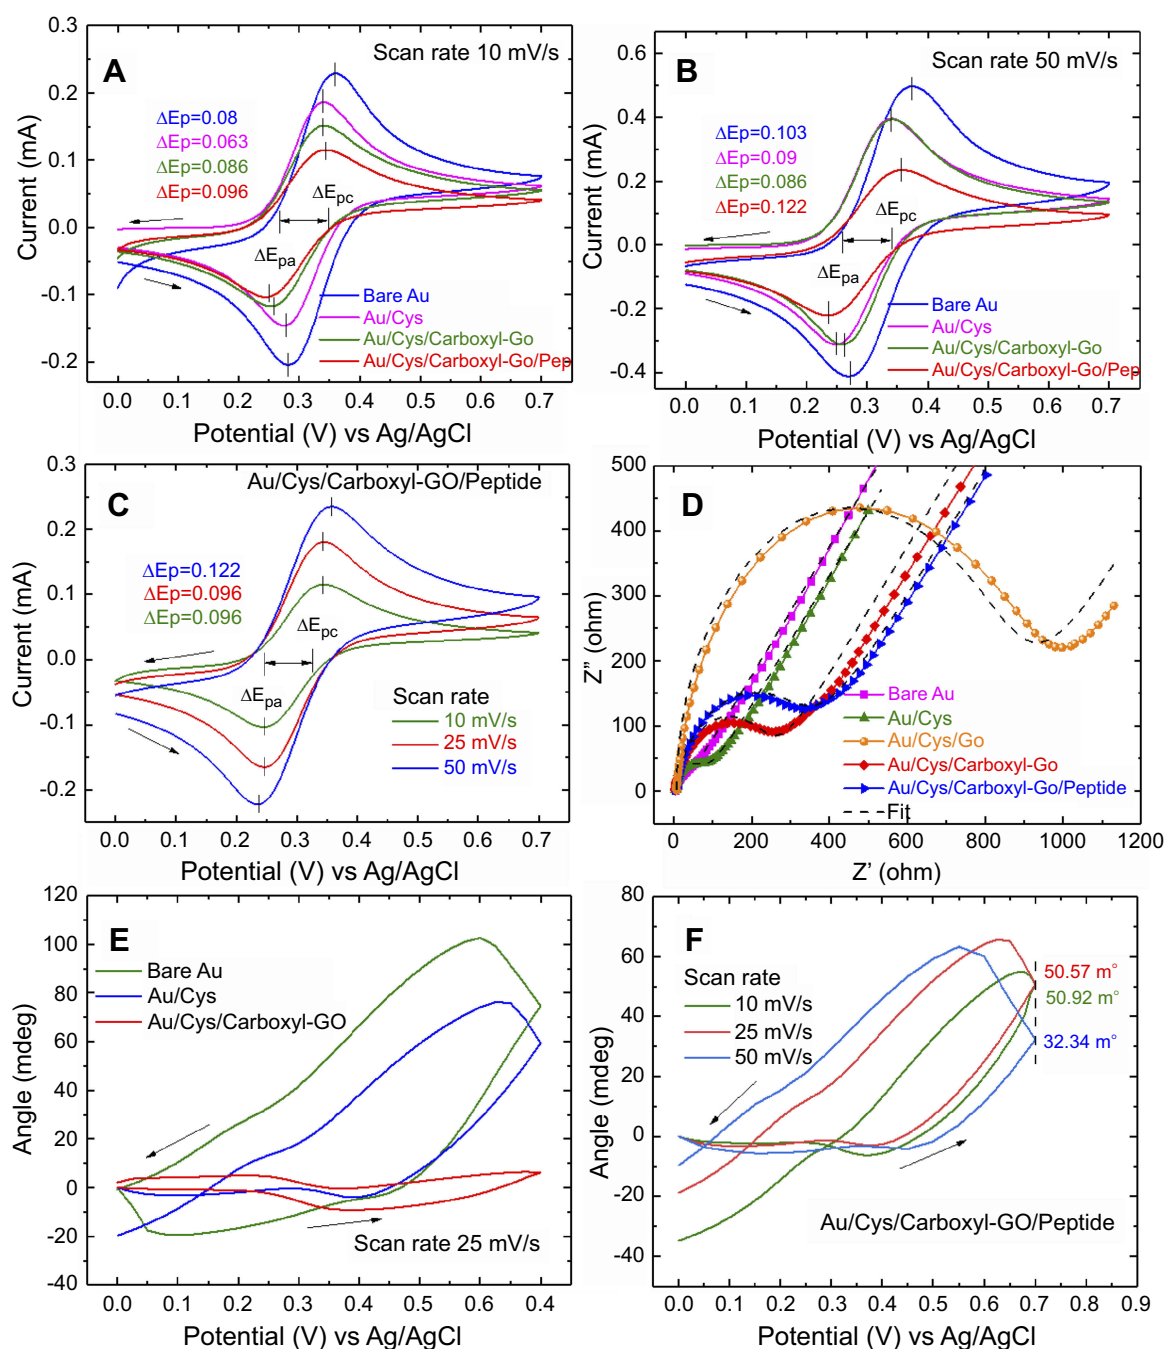 A
Scan rate 10 mV/s
ΔEp=0.08
ΔEp=0.063
ΔEp=0.086
ΔEp=0.096
ΔEpc
ΔEpa
Bare Au
Au/Cys
Au/Cys/Carboxyl-Go
Au/Cys/Carboxyl-Go/Pep
Current (mA)
0.3
0.2
0.1
0.0
-0.1
-0.2
0.0 0.1 0.2 0.3 0.4 0.5 0.6 0.7
Potential (V) vs Ag/AgCl
B
Scan rate 50 mV/s
ΔEp=0.103
ΔEp=0.09
ΔEp=0.086
ΔEp=0.122
ΔEpc
ΔEpa
Bare Au
Au/Cys
Au/Cys/Carboxyl-Go
Au/Cys/Carboxyl-Go/Pep
Current (mA)
0.6
0.4
0.2
0.0
-0.2
-0.4
0.0 0.1 0.2 0.3 0.4 0.5 0.6 0.7
Potential (V) vs Ag/AgCl
C
Au/Cys/Carboxyl-GO/Peptide
ΔEp=0.122
ΔEp=0.096
ΔEp=0.096
ΔEpc
ΔEpa
Scan rate
10 mV/s
25 mV/s
50 mV/s
Current (mA)
0.3
0.2
0.1
0.0
-0.1
-0.2
0.0 0.1 0.2 0.3 0.4 0.5 0.6 0.7
Potential (V) vs Ag/AgCl
D
Bare Au
Au/Cys
Au/Cys/Go
Au/Cys/Carboxyl-Go
Au/Cys/Carboxyl-Go/Peptide
Fit
Z" (ohm)
500
400
300
200
100
0
0 200 400 600 800 1000 1200
Z' (ohm)
E
Bare Au
Au/Cys
Au/Cys/Carboxyl-GO
Scan rate 25 mV/s
Angle (mdeg)
120
100
80
60
40
20
0
-20
-40
0.0 0.1 0.2 0.3 0.4 0.5 0.6 0.4
Potential (V) vs Ag/AgCl
F
Scan rate
10 mV/s
25 mV/s
50 mV/s
50.57 m°
50.92 m°
32.34 m°
Au/Cys/Carboxyl-GO/Peptide
Angle (mdeg)
80
60
40
20
0
-20
-40
0.0 0.1 0.2 0.3 0.4 0.5 0.6 0.7 0.8 0.9
Potential (V) vs Ag/AgCl